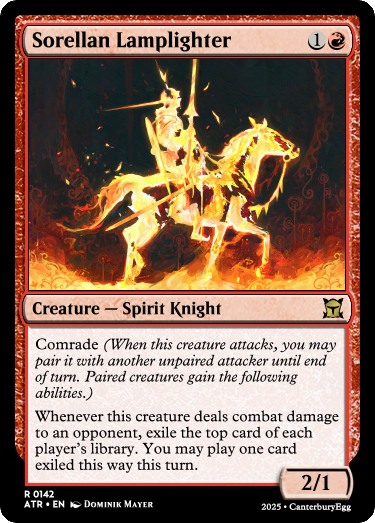 Sorellan Lamplighter 1
Creature — Spirit Knight
Comrade (When this creature attacks, you may
pair it with another unpaired attacker until end
of turn. Paired creatures gain the following
abilities.)
Whenever this creature deals combat damage
to an opponent, exile the top card of each
player's library. You may play one card
exiled this way this turn.
2/1
R 0142
ATR • EN Dominik Mayer
2025 • CanterburyEgg